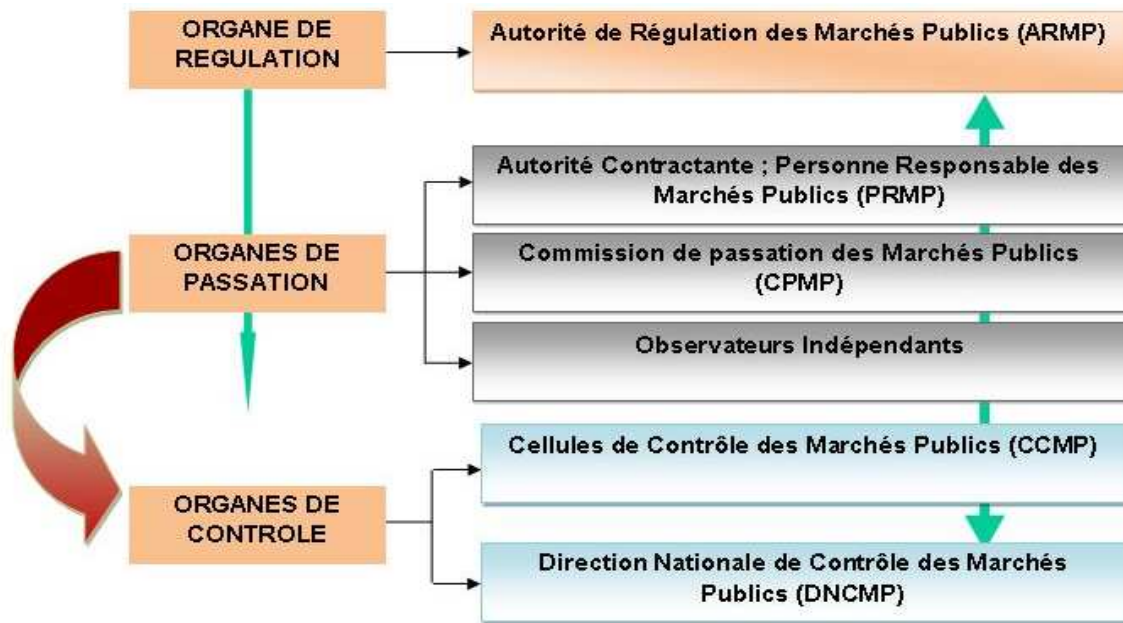 ORGANE DE
REGULATION
Autorité de Régulation des Marchés Publics (ARMP)
Autorité Contractante ; Personne Responsable des
Marchés Publics (PRMP)
ORGANES DE
PASSATION
Commission de passation des Marchés Publics
(CPMP)
Observateurs Indépendants
Cellules de Contrôle des Marchés Publics (CCMP)
ORGANES DE
CONTROLE
Direction Nationale de Contrôle des Marchés
Publics (DNCMP)